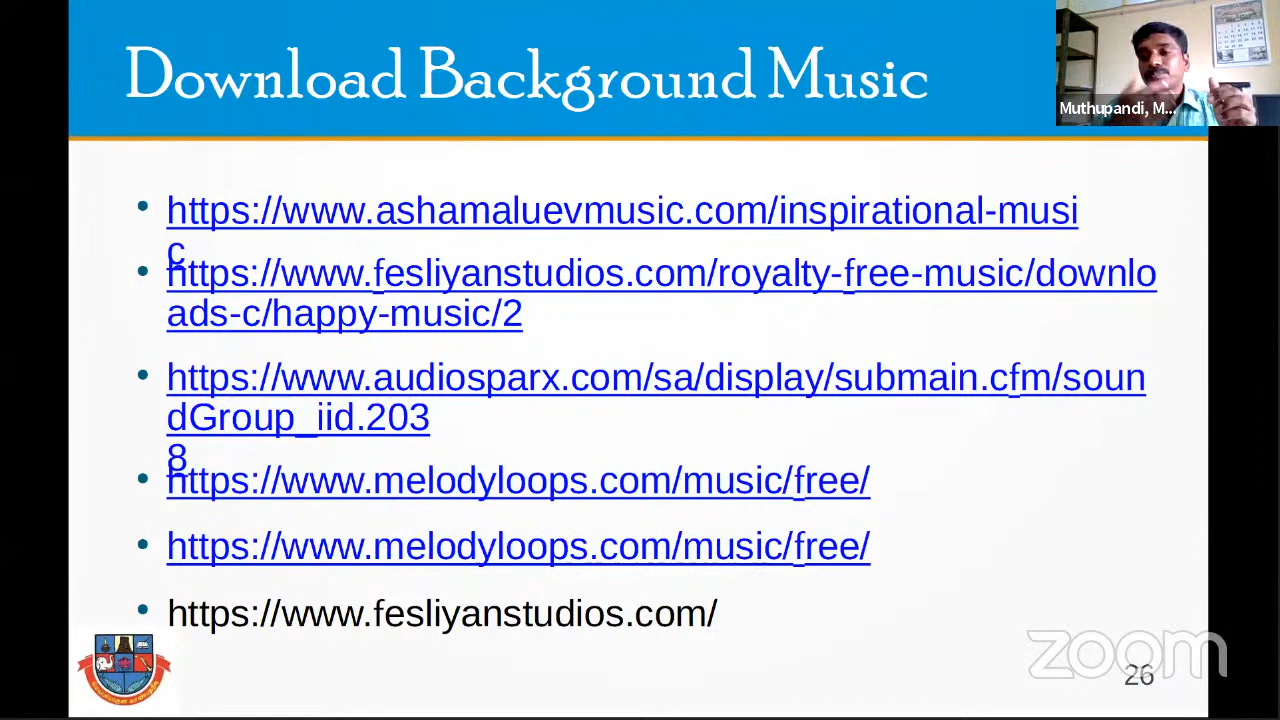 Download Background Music
Muthupandi, M...
https://www.ashamaluevmusic.com/inspirational-musi
c
https://www.fesliyanstudios.com/royalty-free-music/downlo
ads-c/happy-music/2
https://www.audiosparx.com/sa/display/submain.cfm/soun
dGroup_iid.203
8
https://www.melodyloops.com/music/free/
https://www.melodyloops.com/music/free/
https://www.fesliyanstudios.com/
zoom
26